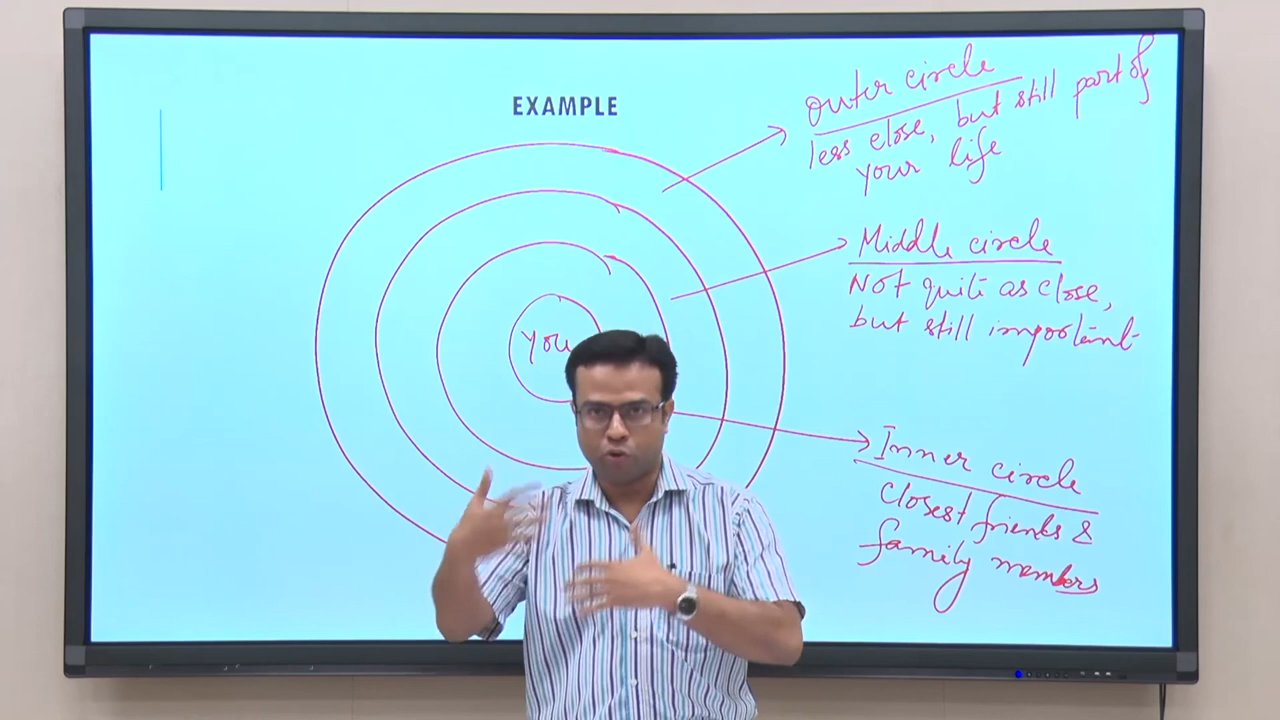 EXAMPLE
Outer circle
less close, but still part of
your life
Middle circle
Not quite as close,
but still important
You
Inner circle
closest friends &
family members